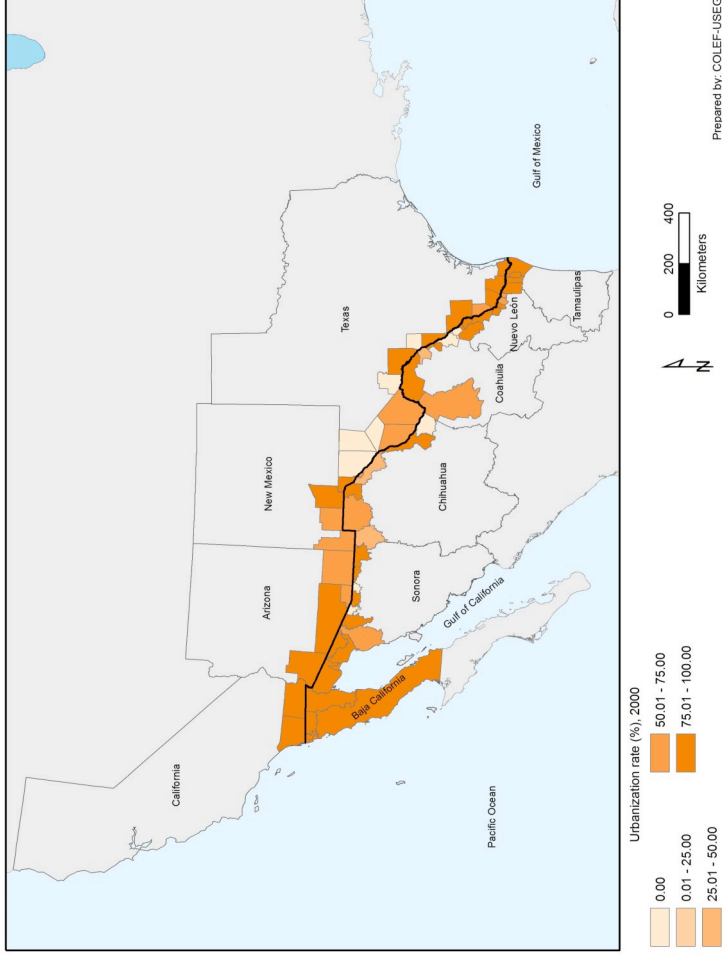 California
Arizona
New Mexico
Texas
Baja California
Sonora
Chihuahua
Coahuila
Nuevo León
Tamaulipas
Gulf of California
Pacific Ocean
Gulf of Mexico
Urbanization rate (%), 2000
0.00
0.01 - 25.00
25.01 - 50.00
50.01 - 75.00
75.01 - 100.00
N
0 200 400
Kilometers
Prepared by: COLEF-USEG